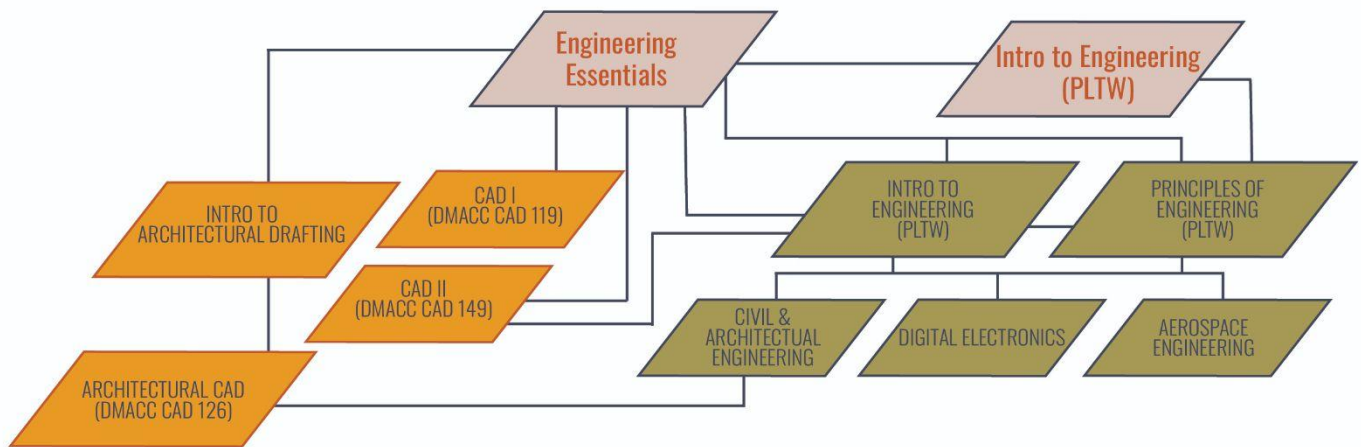 Engineering
Essentials
Intro to Engineering
(PLTW)
INTRO TO
ARCHITECTURAL DRAFTING
CAD I
(DMACC CAD 119)
INTRO TO
ENGINEERING
(PLTW)
PRINCIPLES OF
ENGINEERING
(PLTW)
CAD II
(DMACC CAD 149)
CIVIL &
ARCHITECTUAL
ENGINEERING
DIGITAL ELECTRONICS
AEROSPACE
ENGINEERING
ARCHITECTURAL CAD
(DMACC CAD 126)